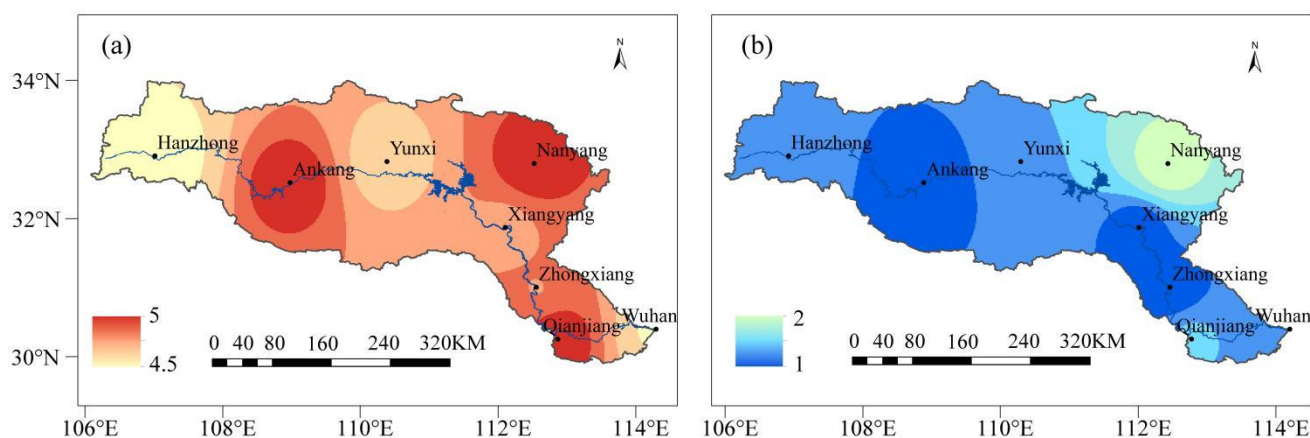 (a)
N
34°N
32°N
30°N
Hanzhong
Ankang
Yunxi
Nanyang
Xiangyang
Zhongxiang
Qianjiang
Wuhan
5
4.5
0 40 80 160 240 320KM
106°E 108°E 110°E 112°E 114°E
(b)
N
Hanzhong
Ankang
Yunxi
Nanyang
Xiangyang
Zhongxiang
Qianjiang
Wuhan
2
1
0 40 80 160 240 320KM
106°E 108°E 110°E 112°E 114°E